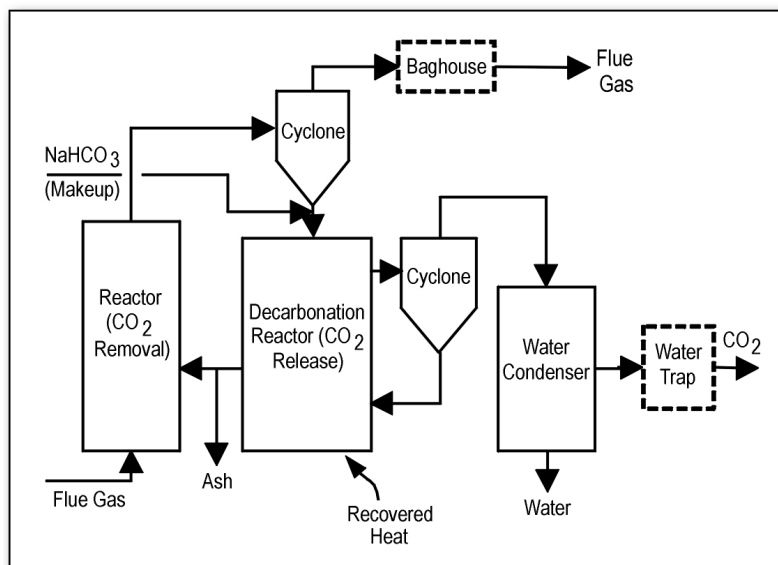 Baghouse
Flue
Gas
Cyclone
NaHCO3
(Makeup)
Reactor
(CO2
Removal)
Decarbonation
Reactor (CO2
Release)
Cyclone
Water
Condenser
Water
Trap
CO2
Flue Gas
Ash
Recovered
Heat
Water